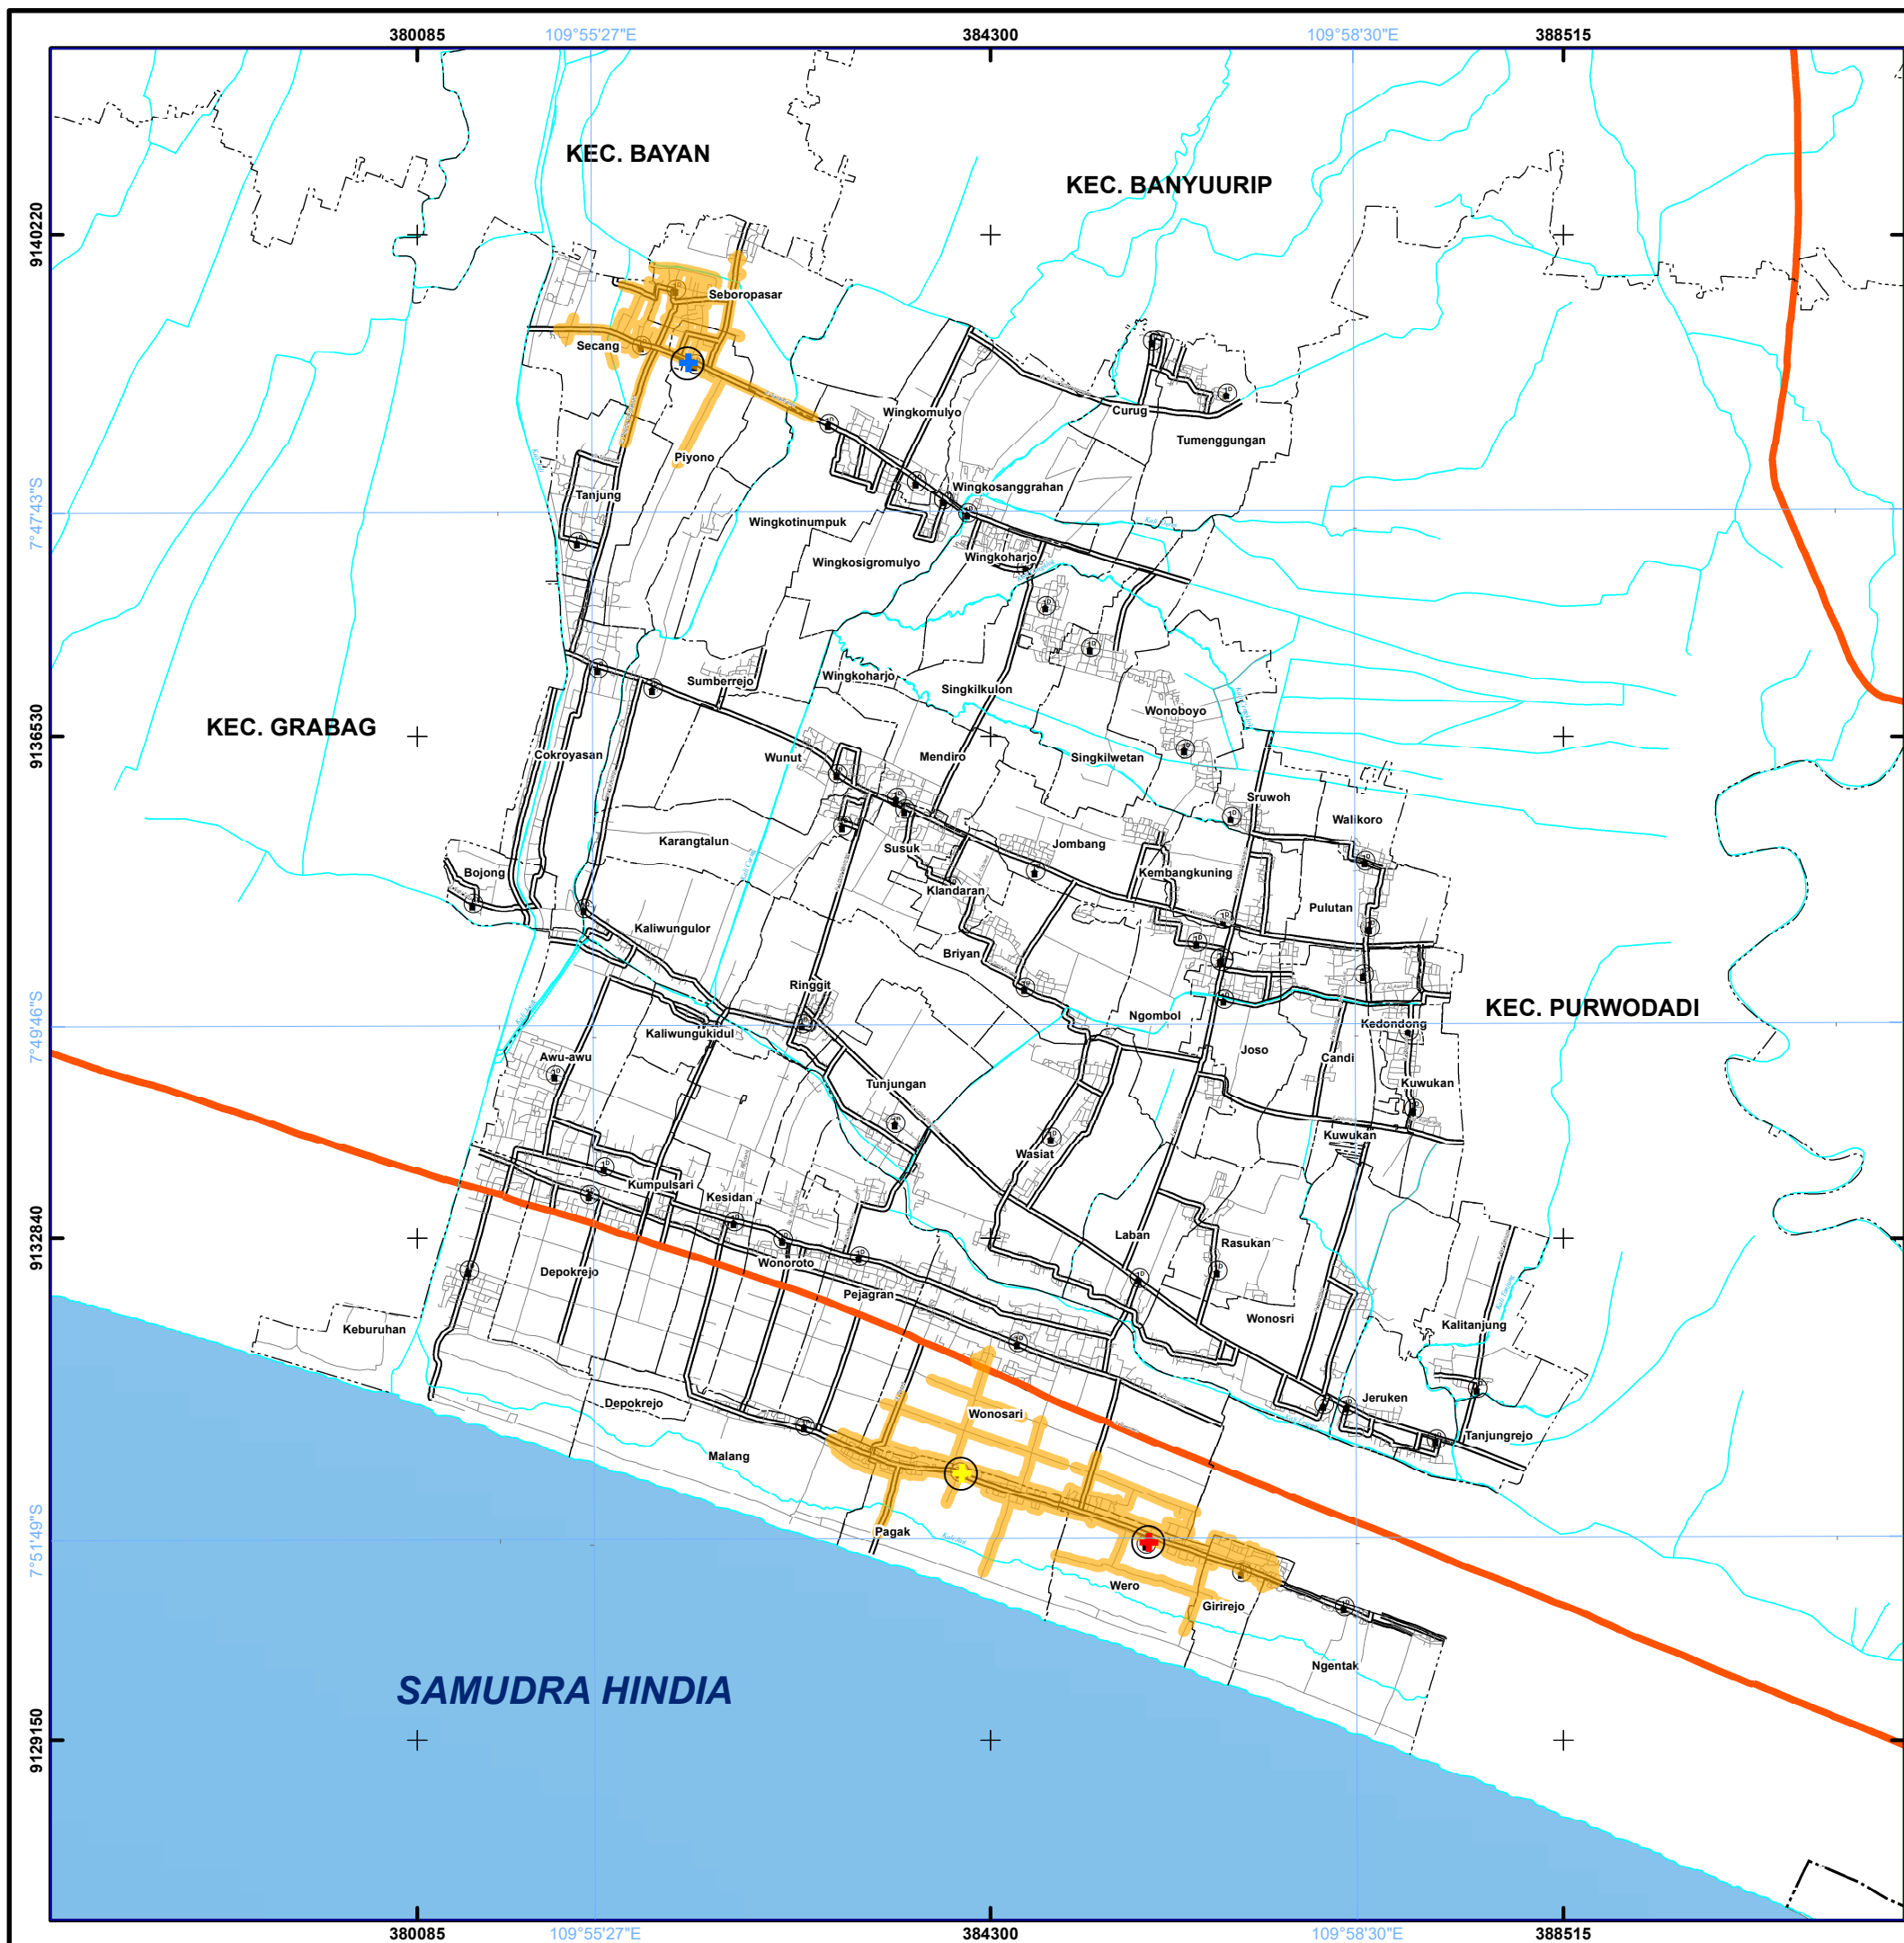 380085
109°55'27"E
384300
109°58'30"E
388515
KEC. BAYAN
KEC. BANYUURIP
9140220
Seboropasar
Secang
Wingkomulyo
Curug
Tumenggungan
Piyono
Wingkosanggrahan
Tanjung
7°47'43"S
Wingkotinumpuk
Wingkosigromulyo
Wingkoharjo
Sumberrejo
Wingkoharjo
Singkilkulon
Wonoboyo
KEC. GRABAG
9136530
Cokroyasan
Wunut
Mendiro
Singkilwetan
Sruwoh
Walikoro
Karangtalun
Susuk
Jombang
Bojong
Klandaran
Kembangkuning
Pulutan
Kaliwungulor
Briyan
Ringgit
KEC. PURWODADI
Ngombol
Kaliwungukidul
Kedondong
7°49'46"S
Awu-awu
Joso
Candi
Tunjungan
Kuwukan
Kuwukan
Wasiat
Kumpulsari
Kesidan
9132840
Laban
Rasukan
Depokrejo
Wonoroto
Pejagran
Keburuhan
Wonosri
Kalitanjung
Depokrejo
Wonosari
Jeruken
Tanjungrejo
Malang
7°51'49"S
Pagak
Wero
Girirejo
Ngentak
SAMUDRA HINDIA
9129150
380085
109°55'27"E
384300
109°58'30"E
388515